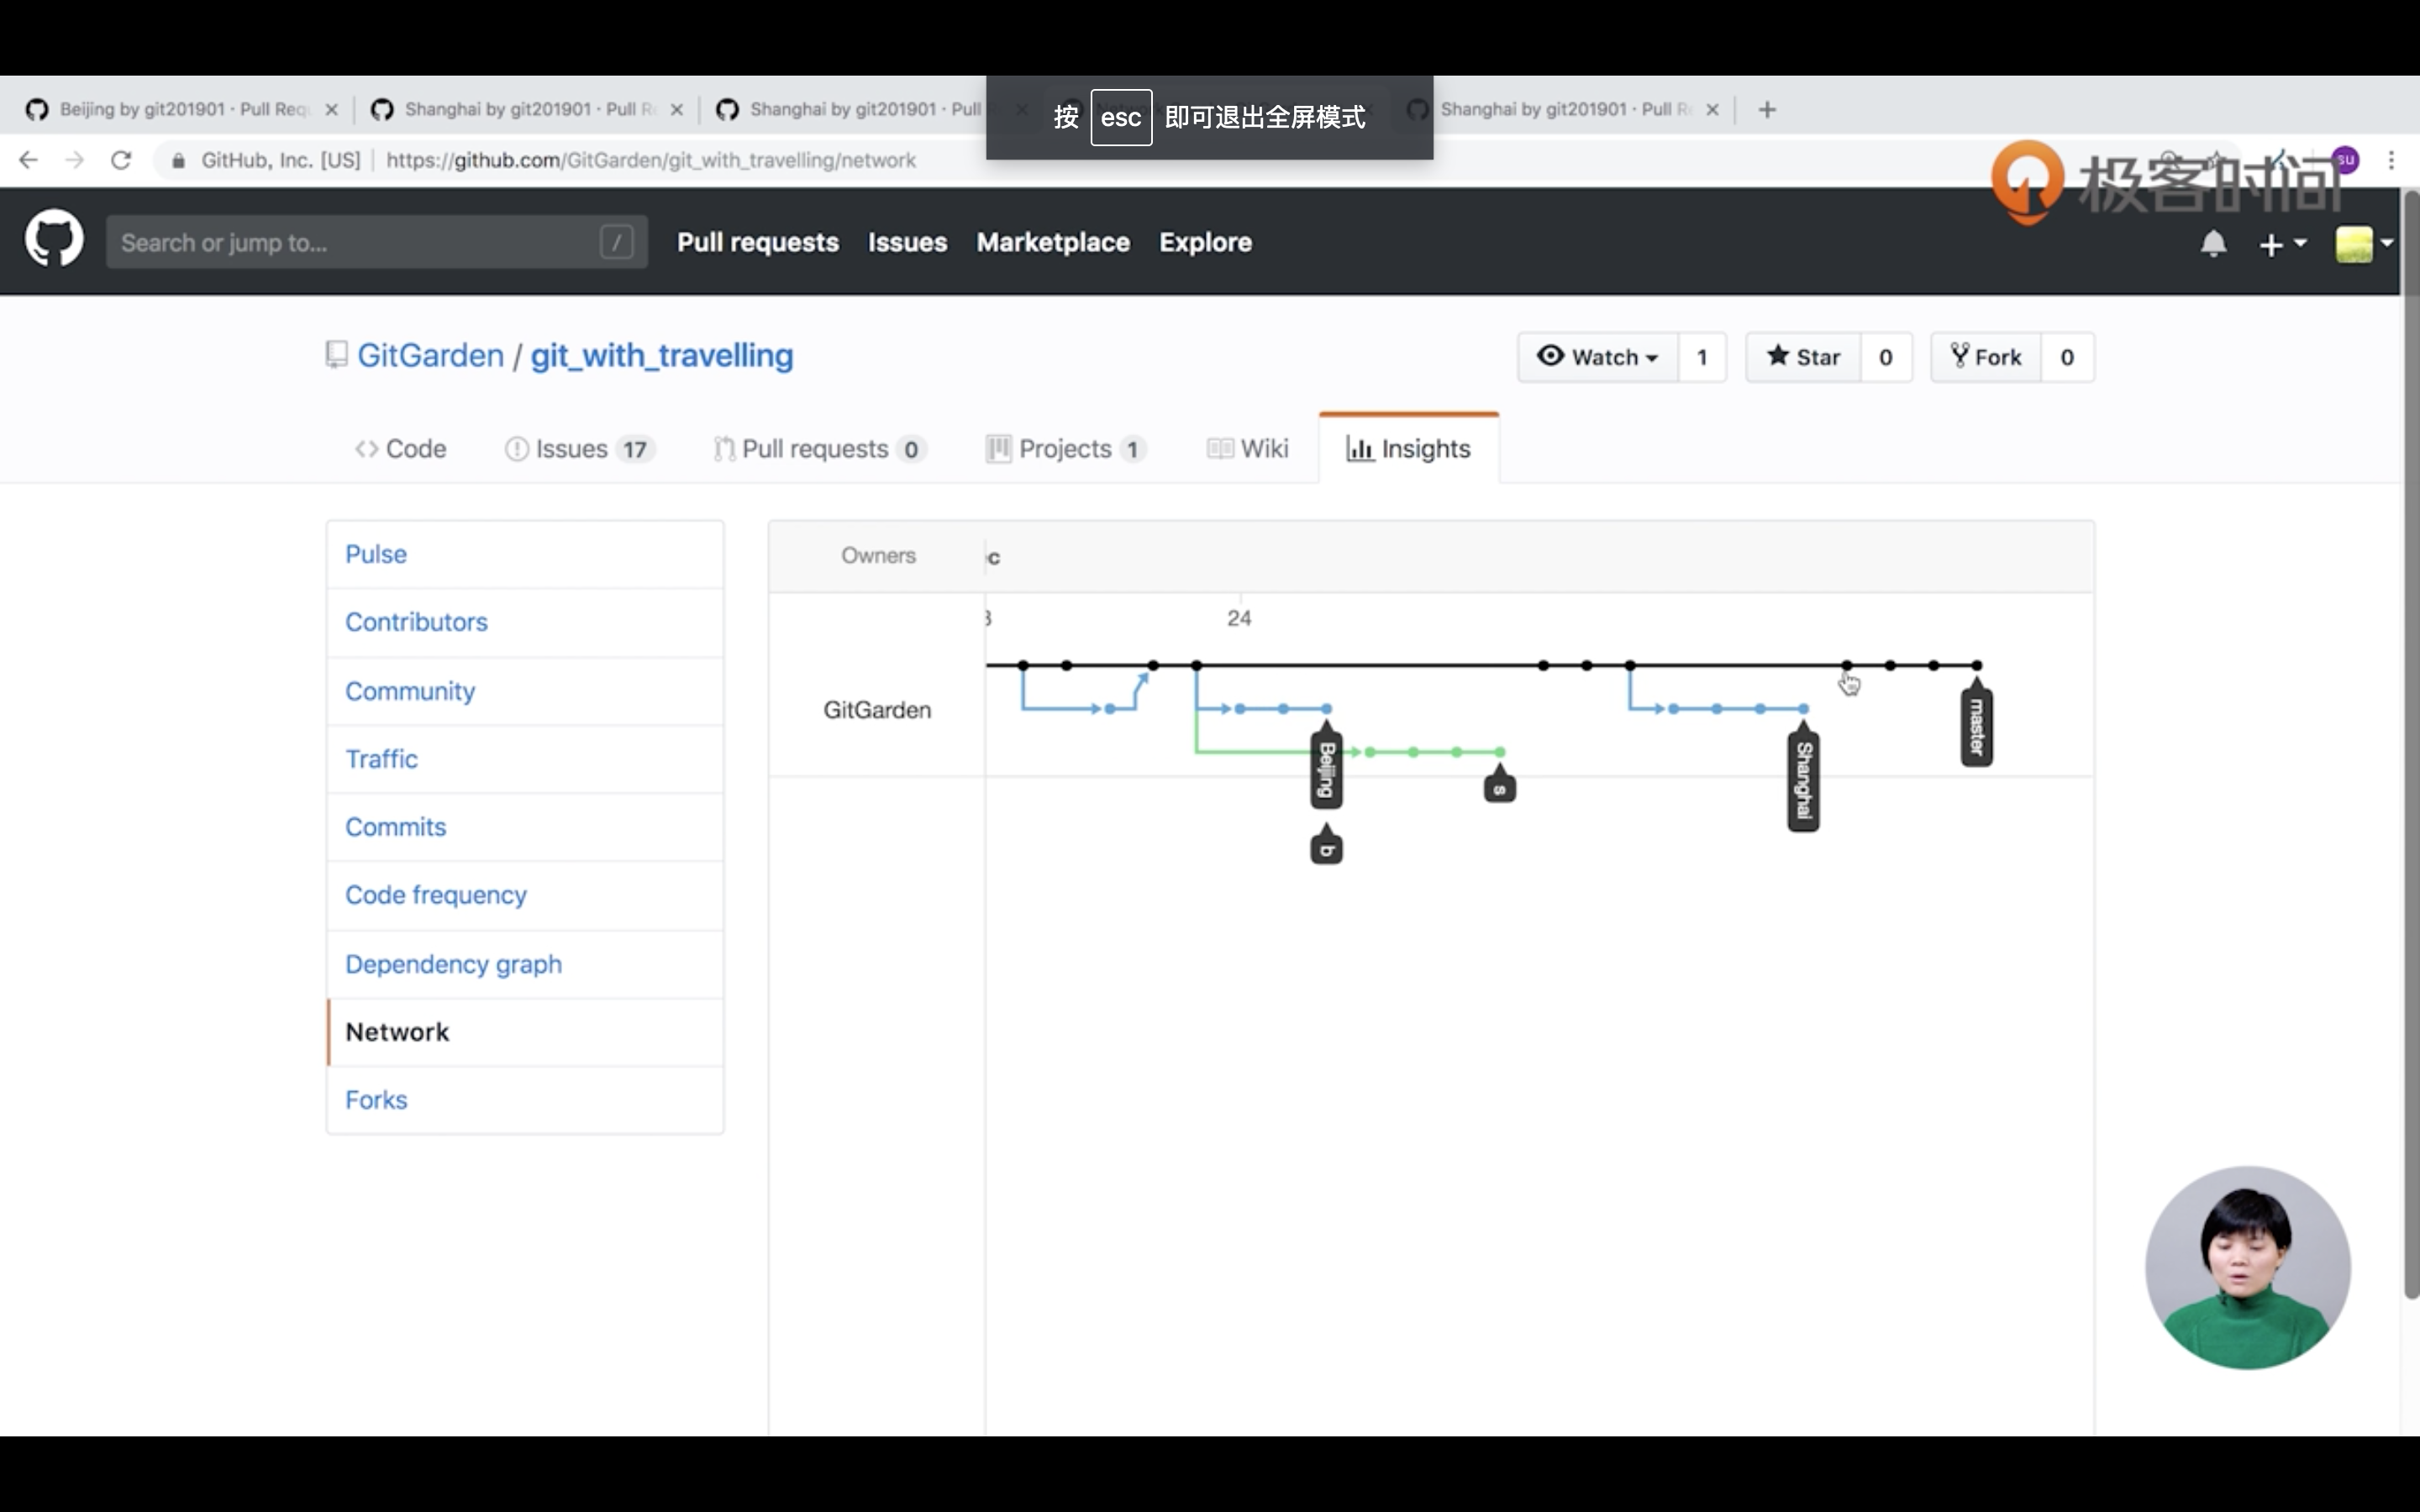 Beijing by git201901 · Pull Requ
Shanghai by git201901 · Pull R
Shanghai by git201901 · Pull
Shanghai by git201901 · Pull R
按 esc 即可退出全屏模式
GitHub, Inc. [US] | https://github.com/GitGarden/git_with_travelling/network
su
极客时间
Search or jump to...
/
Pull requests
Issues
Marketplace
Explore
GitGarden / git_with_travelling
Watch 1
Star 0
Fork 0
Code
Issues 17
Pull requests 0
Projects 1
Wiki
Insights
Pulse
Contributors
Community
Traffic
Commits
Code frequency
Dependency graph
Network
Forks
Owners
c
24
GitGarden
Beijing
b
s
Shanghai
master